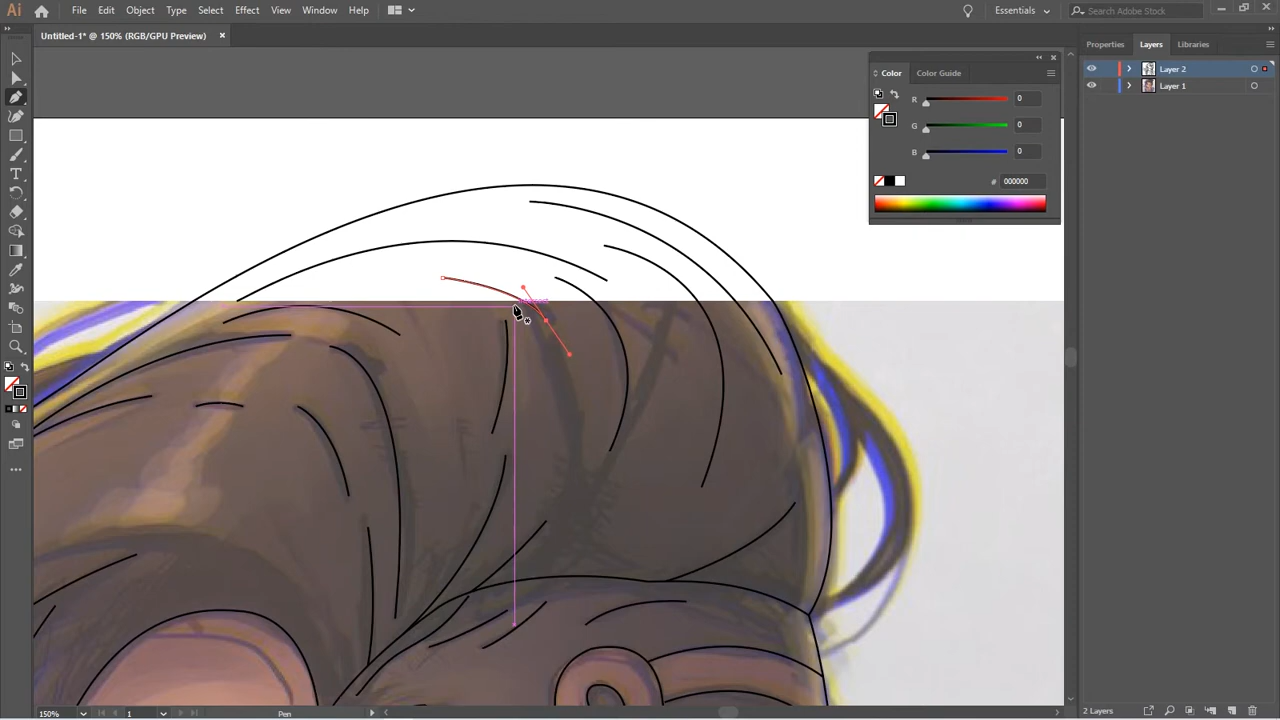 Ai File Edit Object Type Select Effect View Window Help Essentials Search Adobe Stock
Untitled-1* @ 150% (RGB/GPU Preview) ×
Properties Layers Libraries
Color Color Guide
Layer 2
Layer 1
R 0
G 0
B 0
# 000000
intersect
150% 1 Pen
2 Layers